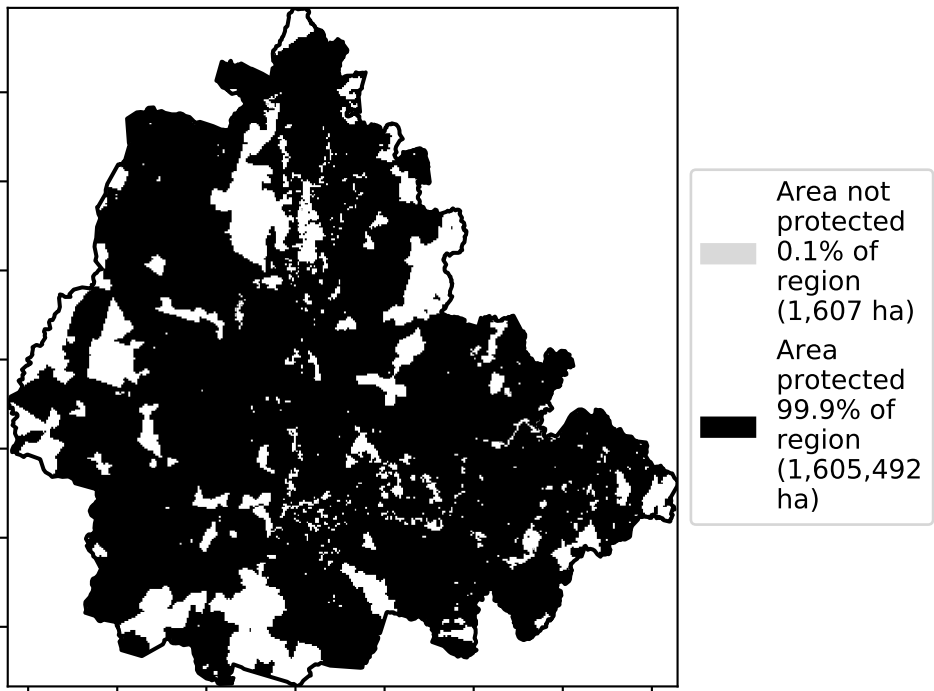 Area not
protected
0.1% of
region
(1,607 ha)
Area
protected
99.9% of
region
(1,605,492
ha)